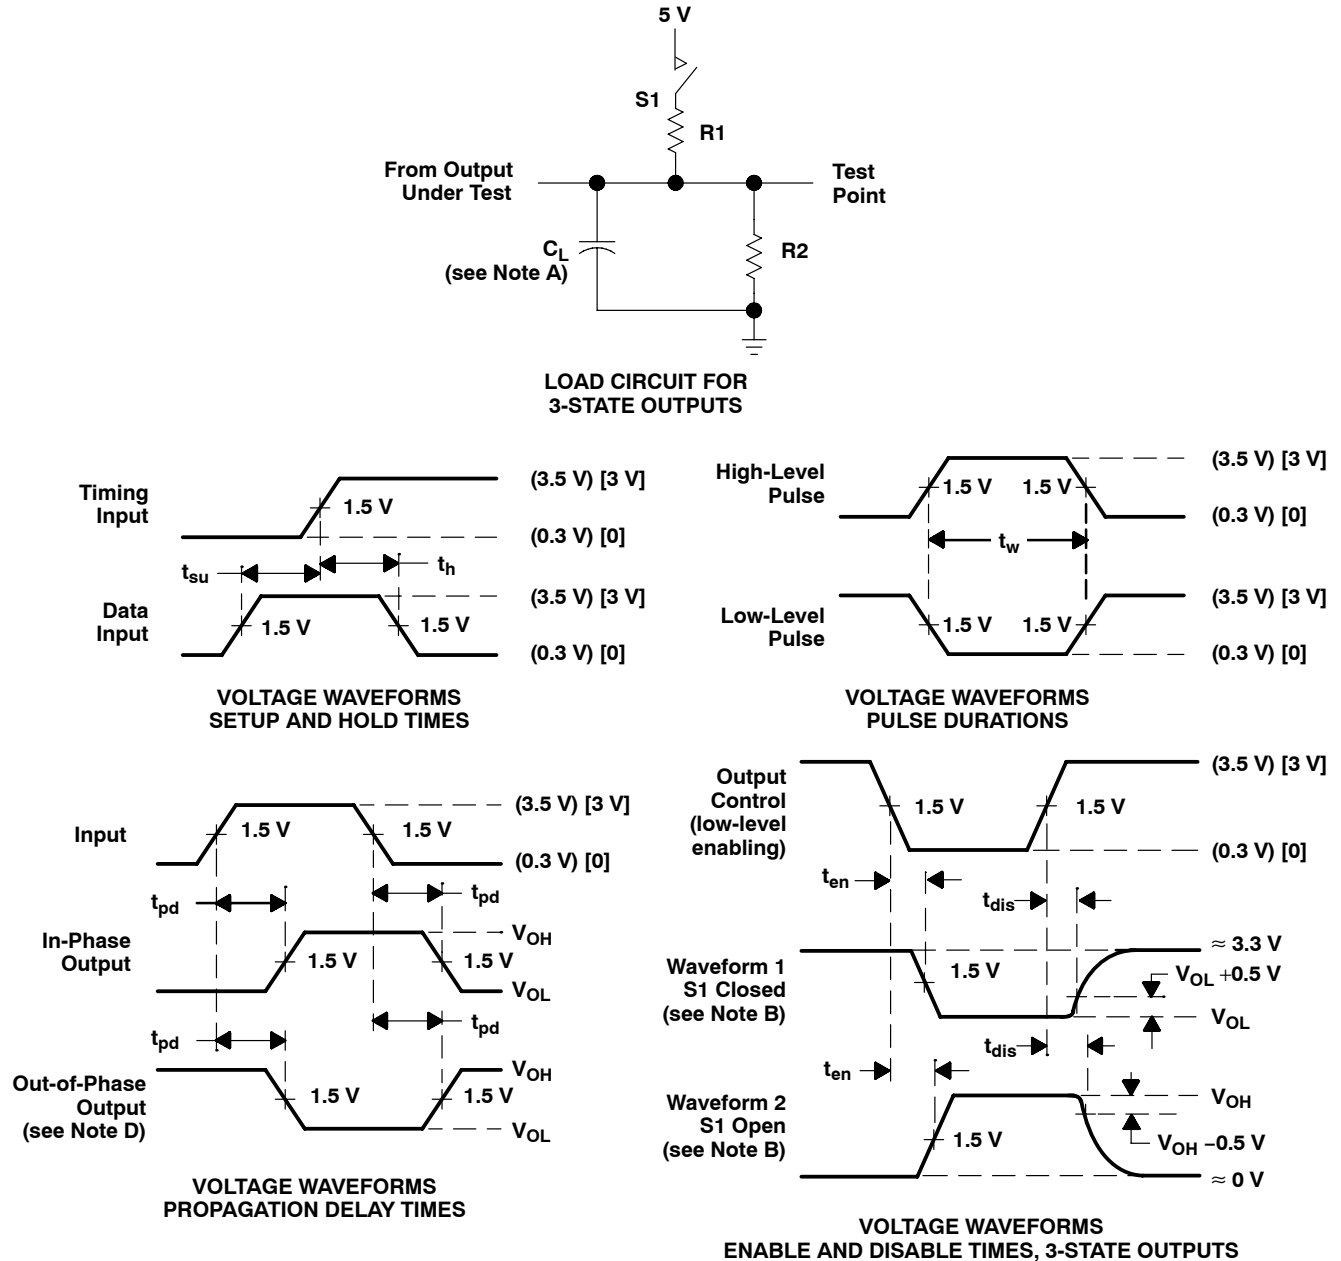 5 V
S1
R1
From Output
Under Test
Test
Point
CL
(see Note A)
R2
LOAD CIRCUIT FOR
3-STATE OUTPUTS
Timing
Input
1.5 V
(3.5 V) [3 V]
(0.3 V) [0]
tsu
th
Data
Input
1.5 V
1.5 V
(3.5 V) [3 V]
(0.3 V) [0]
VOLTAGE WAVEFORMS
SETUP AND HOLD TIMES
High-Level
Pulse
1.5 V
1.5 V
(3.5 V) [3 V]
(0.3 V) [0]
tw
Low-Level
Pulse
1.5 V
1.5 V
(3.5 V) [3 V]
(0.3 V) [0]
VOLTAGE WAVEFORMS
PULSE DURATIONS
Input
1.5 V
1.5 V
(3.5 V) [3 V]
(0.3 V) [0]
tpd
tpd
In-Phase
Output
1.5 V
1.5 V
VOH
VOL
tpd
tpd
Out-of-Phase
Output
(see Note D)
1.5 V
1.5 V
VOH
VOL
VOLTAGE WAVEFORMS
PROPAGATION DELAY TIMES
Output
Control
(low-level
enabling)
1.5 V
1.5 V
(3.5 V) [3 V]
(0.3 V) [0]
ten
tdis
Waveform 1
S1 Closed
(see Note B)
1.5 V
≈ 3.3 V
VOL +0.5 V
VOL
ten
tdis
Waveform 2
S1 Open
(see Note B)
1.5 V
VOH
VOH −0.5 V
≈ 0 V
VOLTAGE WAVEFORMS
ENABLE AND DISABLE TIMES, 3-STATE OUTPUTS